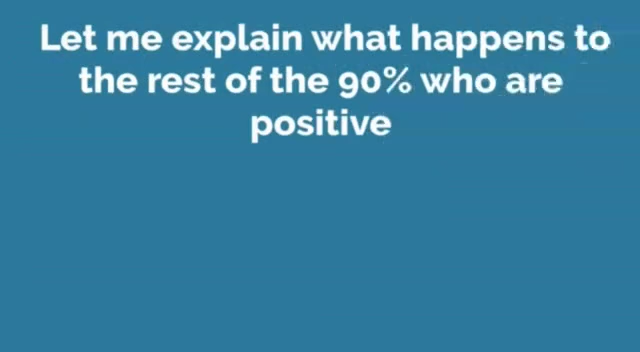 Let me explain what happens to
the rest of the 90% who are
positive